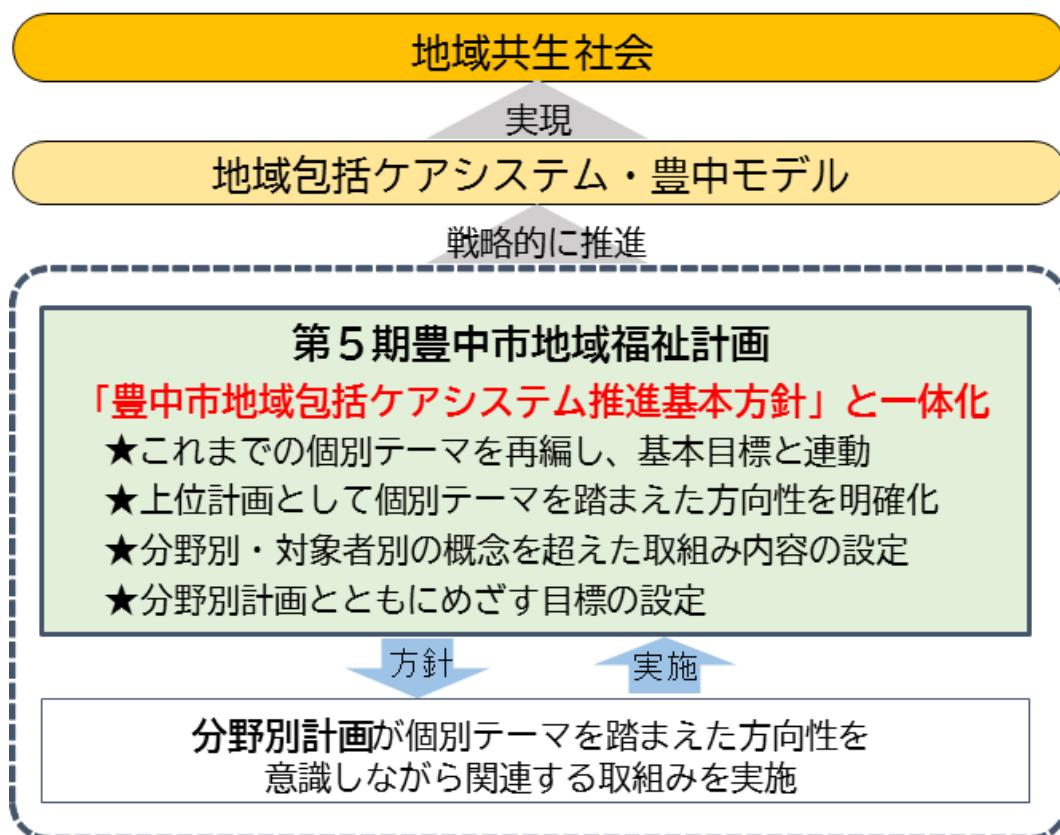 地域共生社会
実現
地域包括ケアシステム・豊中モデル
戦略的に推進
第５期豊中市地域福祉計画
「豊中市地域包括ケアシステム推進基本方針」と一体化
★これまでの個別テーマを再編し、基本目標と連動
★上位計画として個別テーマを踏まえた方向性を明確化
★分野別・対象者別の概念を超えた取組み内容の設定
★分野別計画とともにめざす目標の設定
方針
実施
分野別計画が個別テーマを踏まえた方向性を
意識しながら関連する取組みを実施